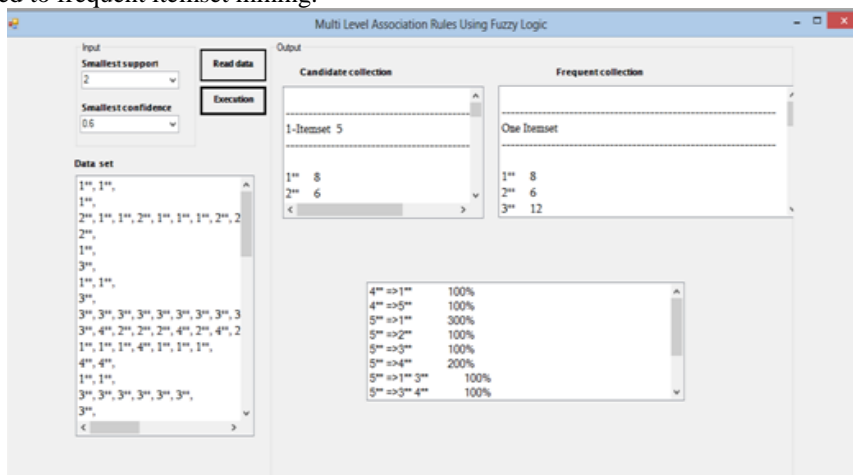 ed to frequent itemset mining.
Multi Level Association Rules Using Fuzzy Logic
Input
Smallest support
2
Smallest confidence
0.6
Read data
Execution
Data set
1**, 1**,
1**,
2**, 1**, 1**, 2**, 1**, 1**, 1**, 2**, 2
2**,
1**,
3**,
1**, 1**,
3**,
3**, 3**, 3**, 3**, 3**, 3**, 3**, 3**, 3
3**, 4**, 2**, 2**, 2**, 4**, 2**, 4**, 2
1**, 1**, 1**, 4**, 1**, 1**, 1**,
4**, 4**,
1**, 1**,
3**, 3**, 3**, 3**, 3**, 3**,
3**,
Output
Candidate collection
1-Itemset 5
1** 8
2** 6
Frequent collection
One Itemset
1** 8
2** 6
3** 12
4** =>1** 100%
4** =>5** 100%
5** =>1** 300%
5** =>2** 100%
5** =>3** 100%
5** =>4** 200%
5** =>1** 3** 100%
5** =>3** 4** 100%